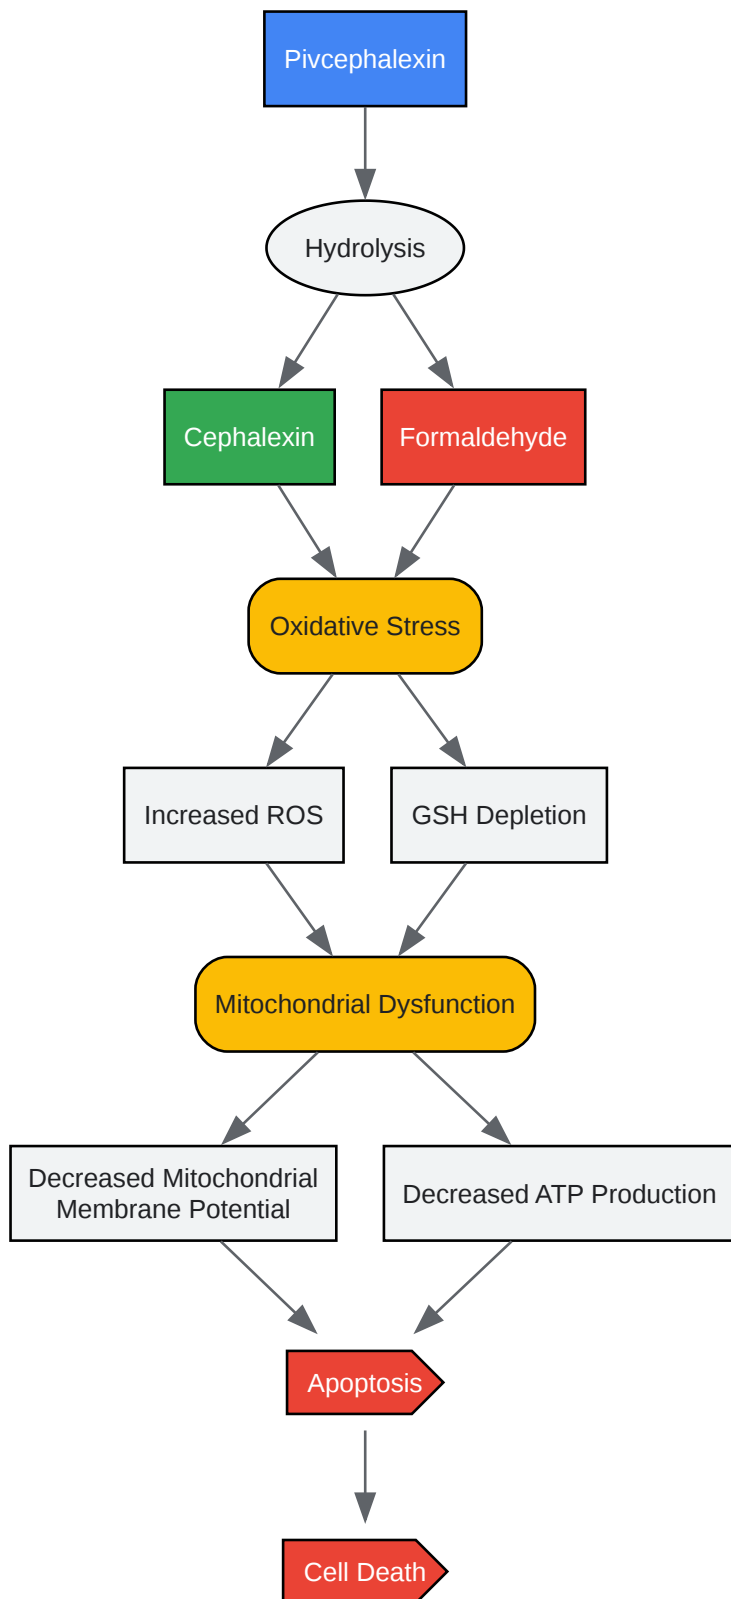 Pivcephalexin
Hydrolysis
Cephalexin
Formaldehyde
Oxidative Stress
Increased ROS
GSH Depletion
Mitochondrial Dysfunction
Decreased Mitochondrial
Membrane Potential
Decreased ATP Production
Apoptosis
Cell Death